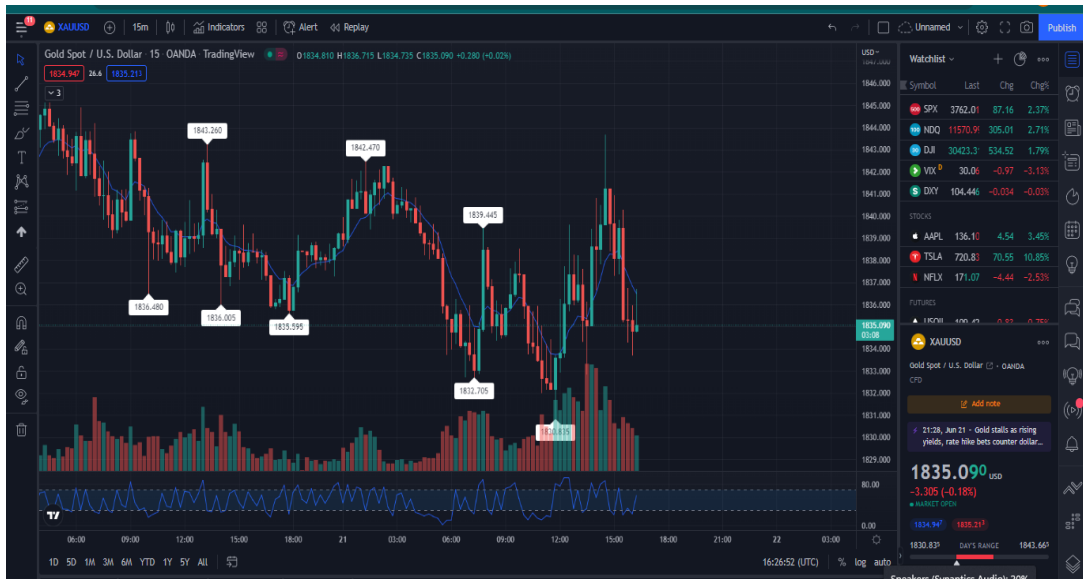 11
XAUUSD 15m Indicators Alert Replay Unnamed Publish
Gold Spot / U.S. Dollar · 15 · OANDA · TradingView O1834.810 H1836.715 L1834.735 C1835.090 +0.280 (+0.02%)
1834.947 26.6 1835.213
3
USD
1847.000
1846.000
1845.000
1844.000
1843.000
1842.000
1841.000
1840.000
1839.000
1838.000
1837.000
1836.000
1835.090
03:08
1834.000
1833.000
1832.000
1831.000
1830.000
1829.000
80.00
0.00
1843.260
1842.470
1839.445
1836.480
1836.005
1835.595
1832.705
1830.835
06:00 09:00 12:00 15:00 18:00 21 03:00 06:00 09:00 12:00 15:00 18:00 22 03:00
1D 5D 1M 3M 6M YTD 1Y 5Y All
16:26:52 (UTC) % log auto
Watchlist
Symbol Last Chg Chg%
SPX 3762.01 87.16 2.37%
NDQ 11570.9 305.01 2.71%
DJI 30423.3 534.52 1.79%
VIX D 30.06 −0.97 −3.13%
DXY 104.446 −0.034 −0.03%
STOCKS
AAPL 136.10 4.54 3.45%
TSLA 720.83 70.55 10.85%
NFLX 171.07 −4.44 −2.53%
FUTURES
USOIL
XAUUSD
Gold Spot / U.S. Dollar · OANDA
CFD
Add note
21:28, Jun 21 · Gold stalls as rising
yields, rate hike bets counter dollar...
1835.090 USD
−3.305 (−0.18%)
MARKET OPEN
1834.947 1835.213
1830.835 DAY'S RANGE 1843.665